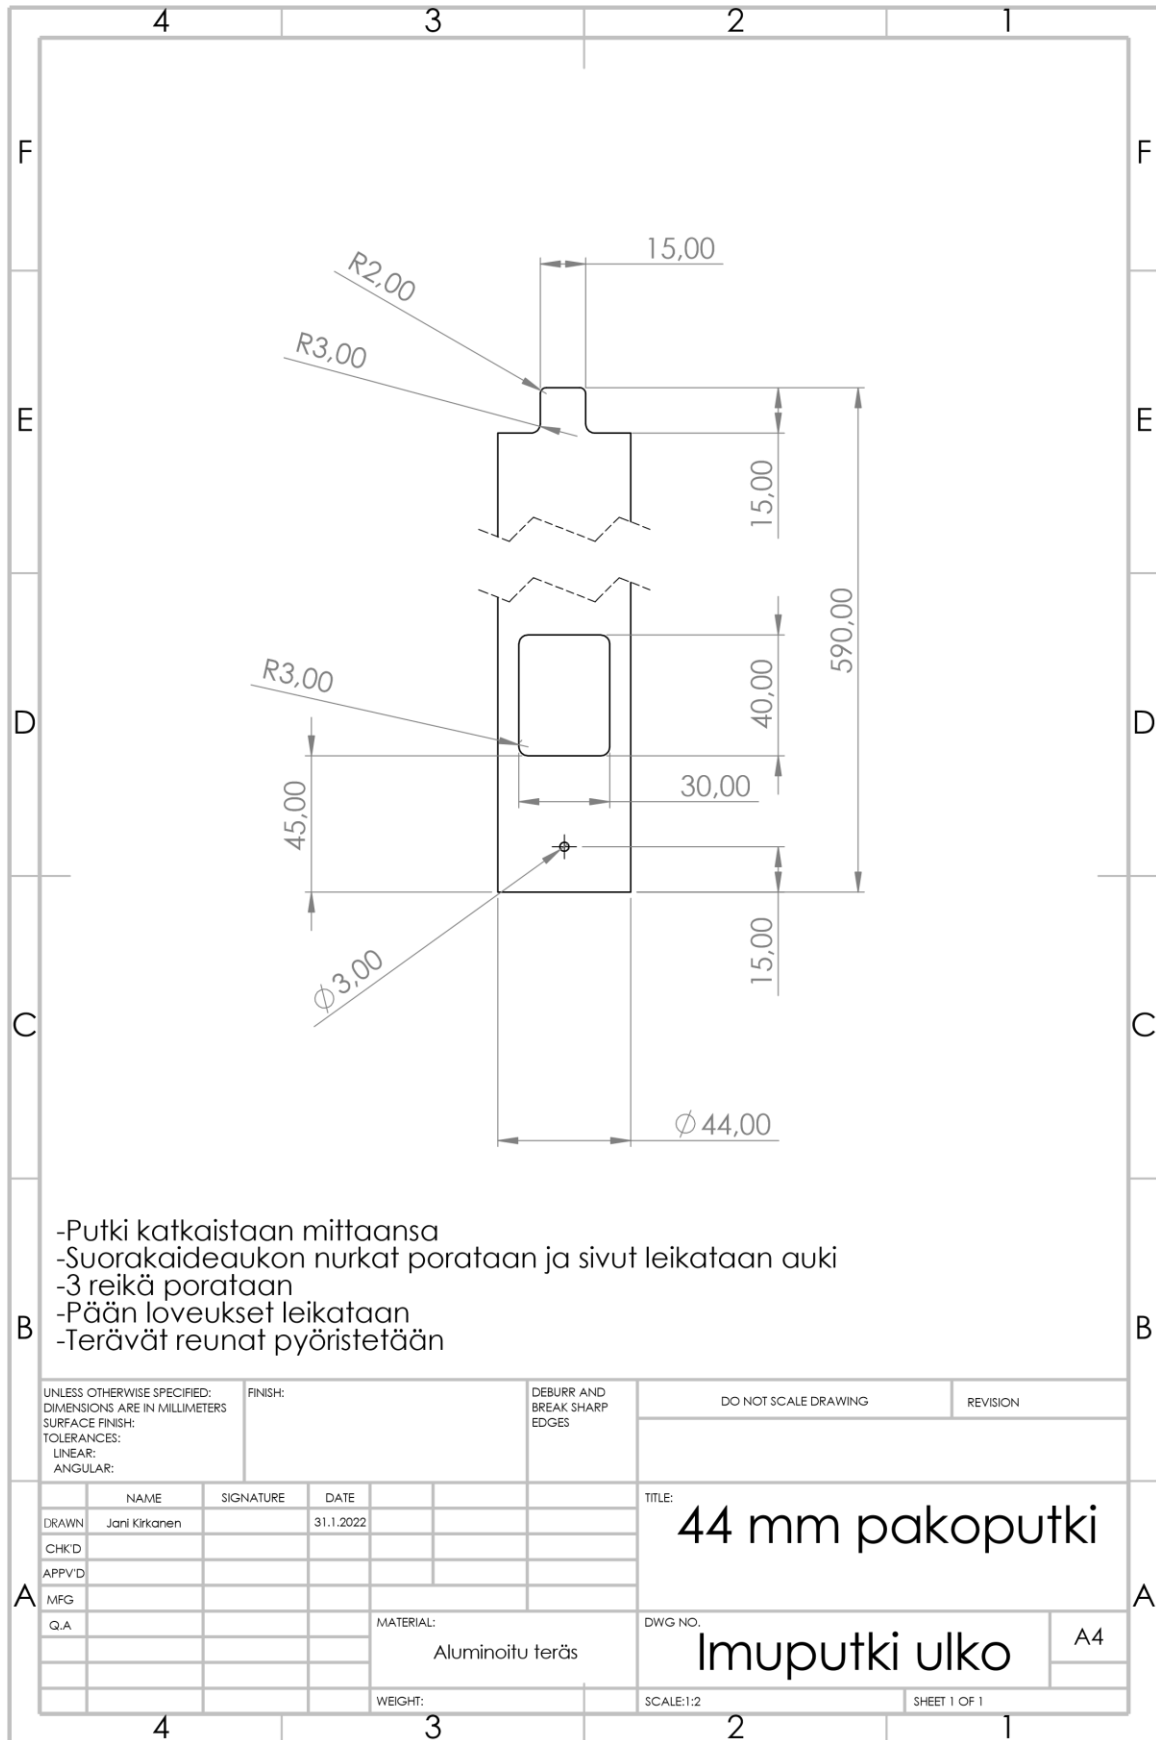 4 3 2 1
F F
15,00
R2,00
R3,00
E E
15,00
590,00
R3,00
40,00
D D
30,00
45,00
15,00
∅3,00
C C
∅44,00
-Putki katkaistaan mittaansa
-Suorakaideaukon nurkat porataan ja sivut leikataan auki
-3 reikä porataan
-Pään loveukset leikataan
-Terävät reunat pyöristetään
B B
UNLESS OTHERWISE SPECIFIED:
DIMENSIONS ARE IN MILLIMETERS
SURFACE FINISH:
TOLERANCES:
LINEAR:
ANGULAR:
FINISH:
DEBURR AND
BREAK SHARP
EDGES
DO NOT SCALE DRAWING
REVISION
NAME SIGNATURE DATE
DRAWN Jani Kirkanen 31.1.2022
CHK'D
APPV'D
MFG
Q.A
TITLE:
44 mm pakoputki
A A
MATERIAL:
Aluminoitu teräs
DWG NO.
Imuputki ulko
A4
WEIGHT:
SCALE:1:2
SHEET 1 OF 1
4 3 2 1